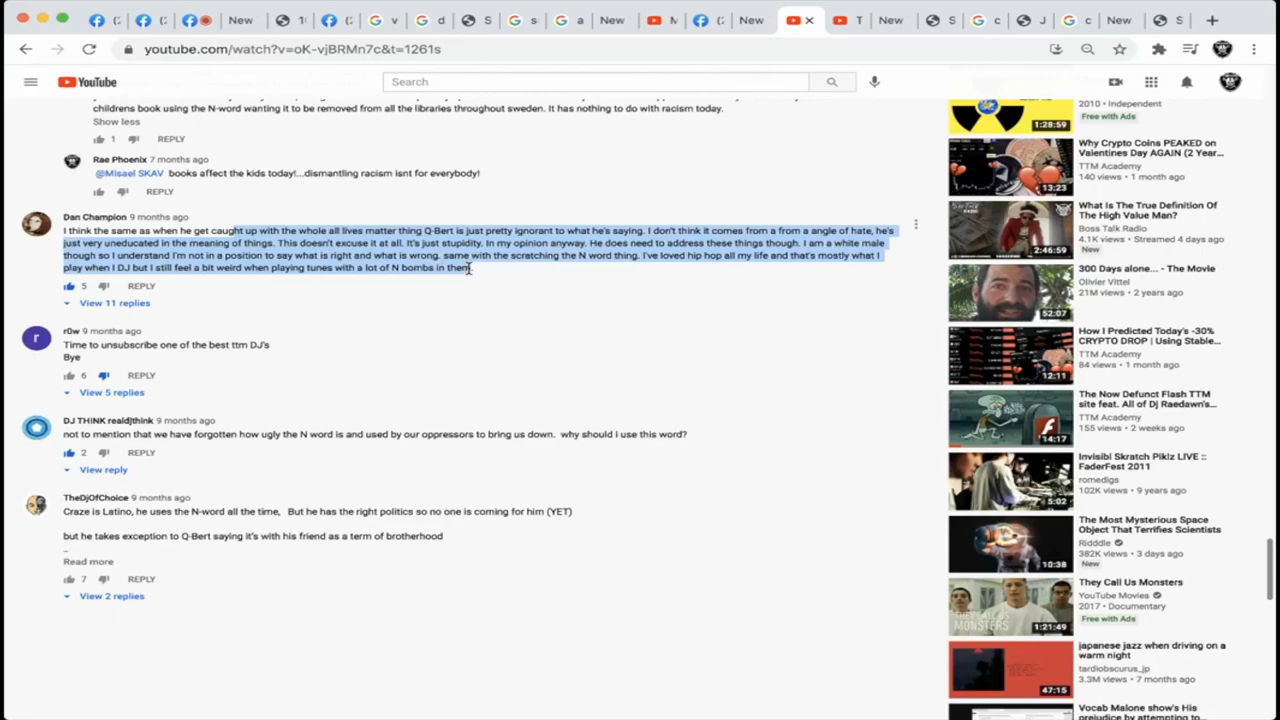 New
New
New
New
youtube.com/watch?v=oK-vjBRMn7c&t=1261s
YouTube
Search
childrens book using the N-word wanting it to be removed from all the libraries throughout sweden. It has nothing to do with racism today.
Show less
1 REPLY
Rae Phoenix 7 months ago
@Misael SKAV books affect the kids today!...dismantling racism isnt for everybody!
REPLY
Dan Champion 9 months ago
I think the same as when he get caught up with the whole all lives matter thing Q-Bert is just pretty ignorant to what he's saying. I don't think it comes from a from a angle of hate, he's
just very uneducated in the meaning of things. This doesn't excuse it at all. It's just stupidity. In my opinion anyway. He does need to address these things though. I am a white male
though so I understand I'm not in a position to say what is right and what is wrong. same with the scratching the N word thing. I've loved hip hop all my life and that's mostly what I
play when I DJ but I still feel a bit weird when playing tunes with a lot of N bombs in them.
5 REPLY
View 11 replies
r0w 9 months ago
Time to unsubscribe one of the best ttm DJ's
Bye
6 REPLY
View 5 replies
DJ TH!NK realdjthink 9 months ago
not to mention that we have forgotten how ugly the N word is and used by our oppressors to bring us down. why should i use this word?
2 REPLY
View reply
TheDjOfChoice 9 months ago
Craze is Latino, he uses the N-word all the time, But he has the right politics so no one is coming for him (YET)
but he takes exception to Q-Bert saying it's with his friend as a term of brotherhood
Read more
7 REPLY
View 2 replies
2010 • Independent
Free with Ads
1:28:59
Why Crypto Coins PEAKED on
Valentines Day AGAIN (2 Year...
TTM Academy
140 views • 1 month ago
13:23
What Is The True Definition Of
The High Value Man?
Boss Talk Radio
4.1K views • Streamed 4 days ago
New
2:46:59
300 Days alone... - The Movie
Olivier Vittel
21M views • 2 years ago
52:07
How I Predicted Today's -30%
CRYPTO DROP | Using Stable...
TTM Academy
84 views • 1 month ago
12:11
The Now Defunct Flash TTM
site feat. All of Dj Raedawn's...
TTM Academy
155 views • 2 weeks ago
14:17
Invisibl Skratch Piklz LIVE ::
FaderFest 2011
romedigs
102K views • 9 years ago
5:02
The Most Mysterious Space
Object That Terrifies Scientists
Ridddle
382K views • 3 days ago
New
10:38
They Call Us Monsters
YouTube Movies
2017 • Documentary
Free with Ads
THEY CALL US
MONSTERS
1:21:49
japanese jazz when driving on a
warm night
tardiobscurus_jp
3.3M views • 7 months ago
47:15
Vocab Malone show's His
prejudice by attempting to...